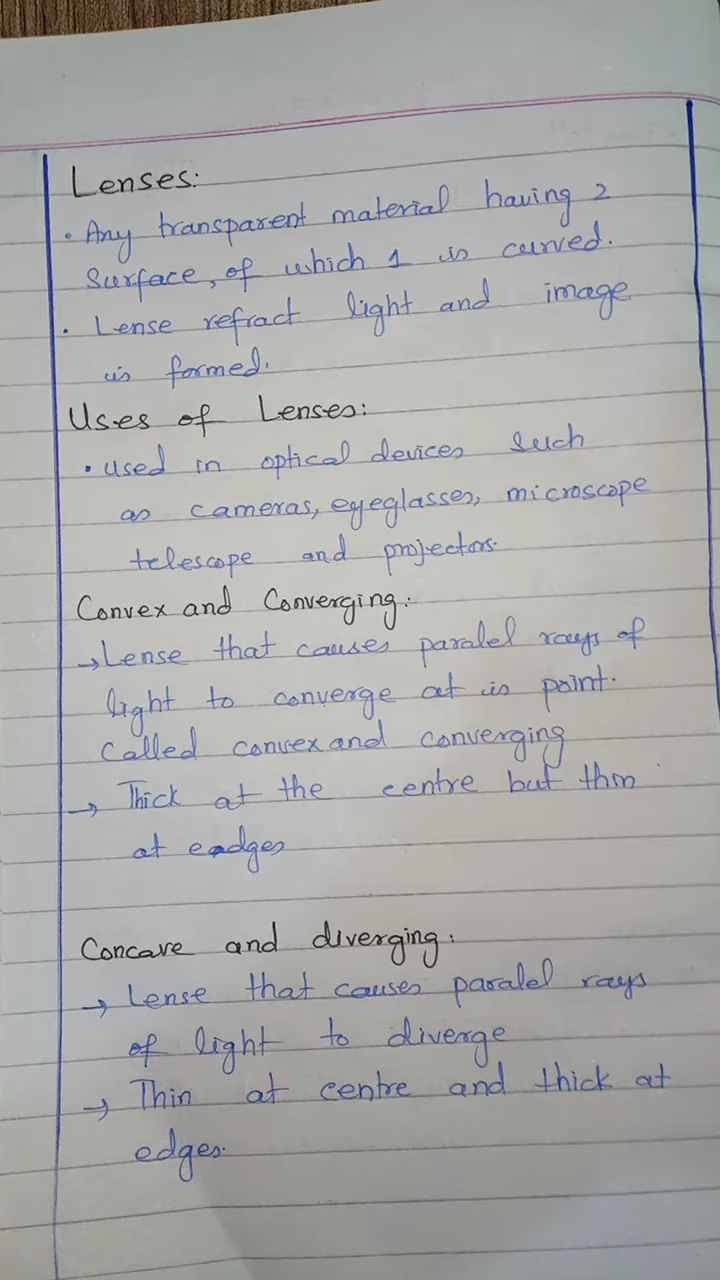 Lenses:
• Any transparent material having 2
surface, of which 1 is curved.
• Lense refract light and image
is formed.
Uses of Lenses:
• used in optical devices such
as cameras, eyeglasses, microscope
telescope and projectors.
Convex and Converging:
→ Lense that causes paralel rays of
light to converge at is point.
Called convex and converging
→ Thick at the centre but thin
at edges
Concave and diverging:
→ Lense that causes paralel rays
of light to diverge
→ Thin at centre and thick at
edges.